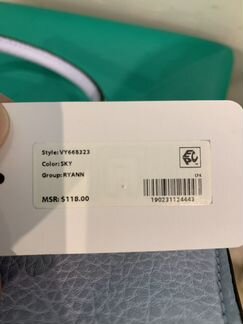 Style: VY668323
Color: SKY
Group: RYANN
MSR: $118.00
190231124443